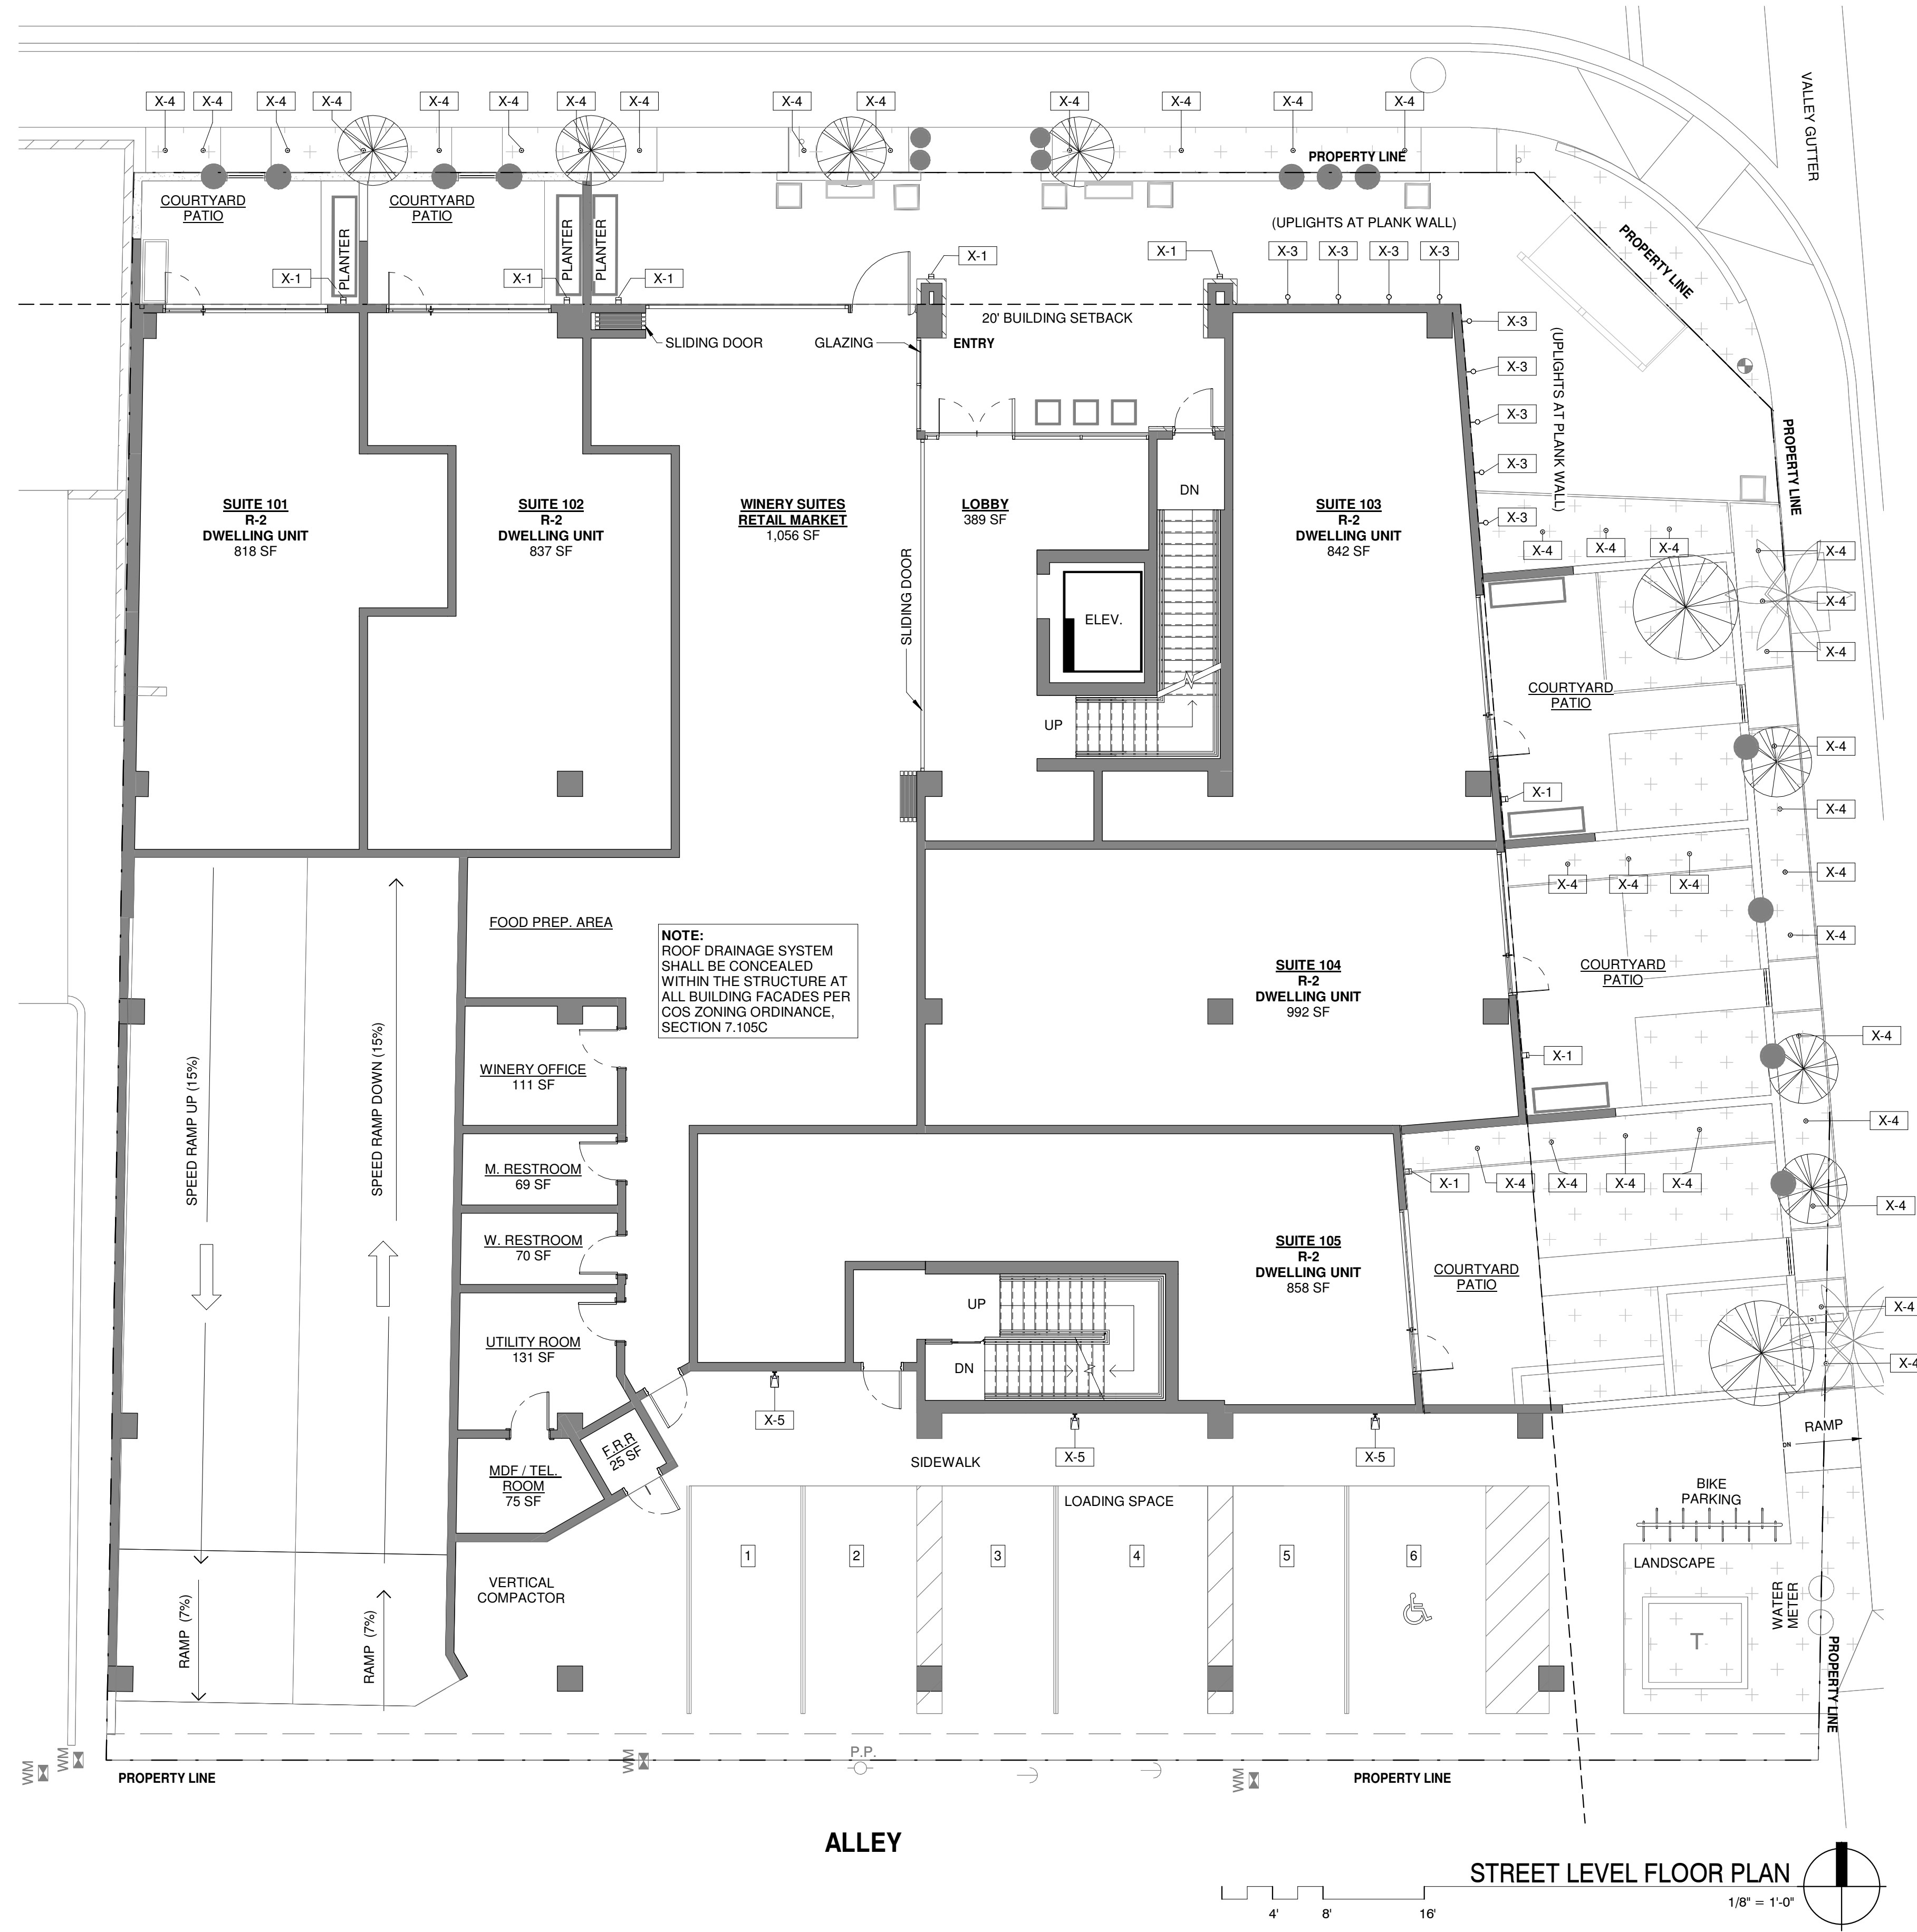 VALLEY GUTTER
X-4
X-4
X-4
X-4
X-4
X-4
X-4
X-4
X-4
X-4
X-4
X-4
X-4
X-4
PROPERTY LINE
COURTYARD
PATIO
COURTYARD
PATIO
PLANTER
PLANTER
PLANTER
(UPLIGHTS AT PLANK WALL)
PROPERTY LINE
X-1
X-1
X-1
X-1
X-1
X-3
X-3
X-3
X-3
20' BUILDING SETBACK
SLIDING DOOR
GLAZING
ENTRY
X-3
X-3
X-3
X-3
X-3
(UPLIGHTS AT PLANK WALL)
PROPERTY LINE
SUITE 101
R-2
DWELLING UNIT
818 SF
SUITE 102
R-2
DWELLING UNIT
837 SF
WINERY SUITES
RETAIL MARKET
1,056 SF
LOBBY
389 SF
DN
SUITE 103
R-2
DWELLING UNIT
842 SF
X-4
X-4
X-4
X-4
X-4
X-4
SLIDING DOOR
ELEV.
UP
COURTYARD
PATIO
X-4
X-1
X-4
X-4
X-4
X-4
X-4
X-4
FOOD PREP. AREA
NOTE:
ROOF DRAINAGE SYSTEM
SHALL BE CONCEALED
WITHIN THE STRUCTURE AT
ALL BUILDING FACADES PER
COS ZONING ORDINANCE,
SECTION 7.105C
SUITE 104
R-2
DWELLING UNIT
992 SF
COURTYARD
PATIO
X-4
X-1
WINERY OFFICE
111 SF
SPEED RAMP UP (15%)
SPEED RAMP DOWN (15%)
X-4
M. RESTROOM
69 SF
X-1
X-4
X-4
X-4
X-4
X-4
W. RESTROOM
70 SF
SUITE 105
R-2
DWELLING UNIT
858 SF
COURTYARD
PATIO
X-4
UP
UTILITY ROOM
131 SF
DN
X-4
X-5
F.R.R
25 SF
X-5
X-5
SIDEWALK
RAMP
DN
MDF / TEL.
ROOM
75 SF
LOADING SPACE
BIKE
PARKING
1
2
3
4
5
6
LANDSCAPE
VERTICAL
COMPACTOR
WATER
METER
RAMP (7%)
RAMP (7%)
T
PROPERTY LINE
WM
WM
WM
P.P.
WM
PROPERTY LINE
PROPERTY LINE
ALLEY
STREET LEVEL FLOOR PLAN
1/8" = 1'-0"
4'
8'
16'